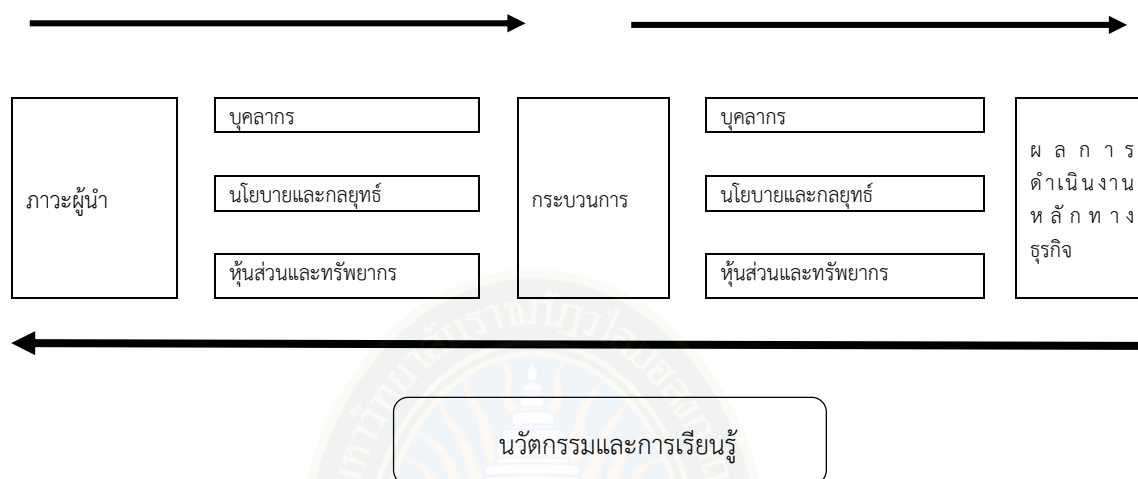 ภาวะผู้นำ
บุคลากร
นโยบายและกลยุทธ์
หุ้นส่วนและทรัพยากร
กระบวนการ
บุคลากร
นโยบายและกลยุทธ์
หุ้นส่วนและทรัพยากร
ผลการ
ดำเนินงาน
หลักทาง
ธุรกิจ
นวัตกรรมและการเรียนรู้